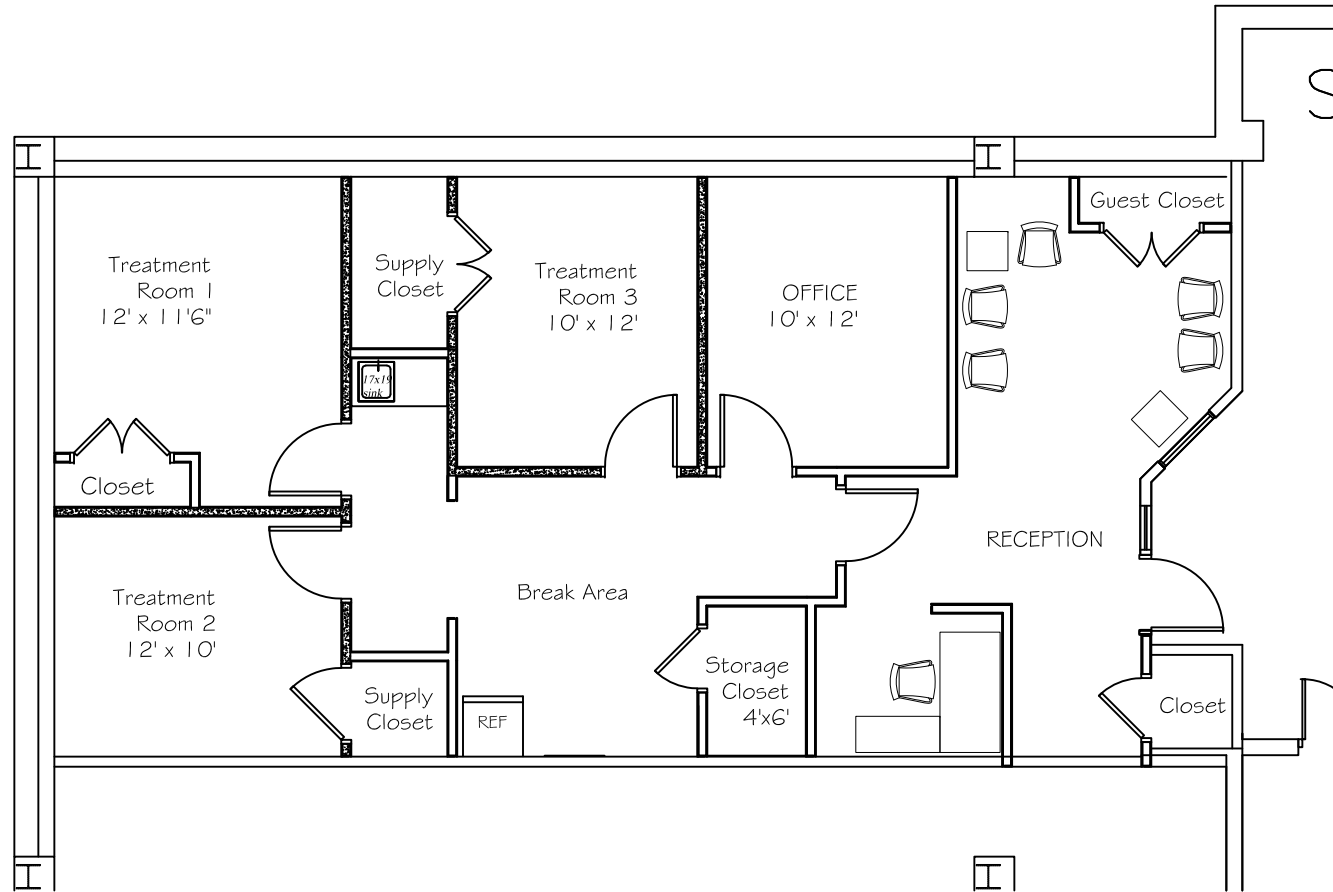 S
Guest Closet
Treatment
Room 1
12' x 11'6"
Supply
Closet
Treatment
Room 3
10' x 12'
OFFICE
10' x 12'
17x19
sink
Closet
RECEPTION
Break Area
Treatment
Room 2
12' x 10'
Storage
Closet
4'x6'
Supply
Closet
REF
Closet